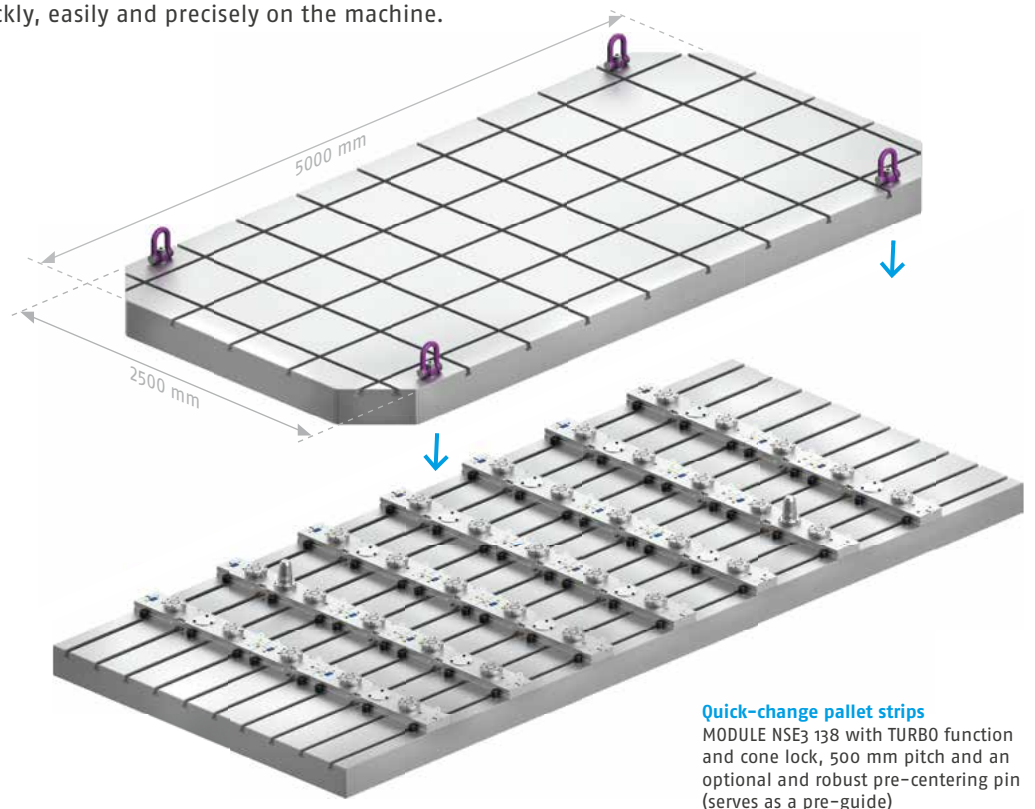 ckly, easily and precisely on the machine.
5000 mm
2500 mm
Quick-change pallet strips
MODULE NSE3 138 with TURBO function
and cone lock, 500 mm pitch and an
optional and robust pre-centering pin
(serves as a pre-guide)